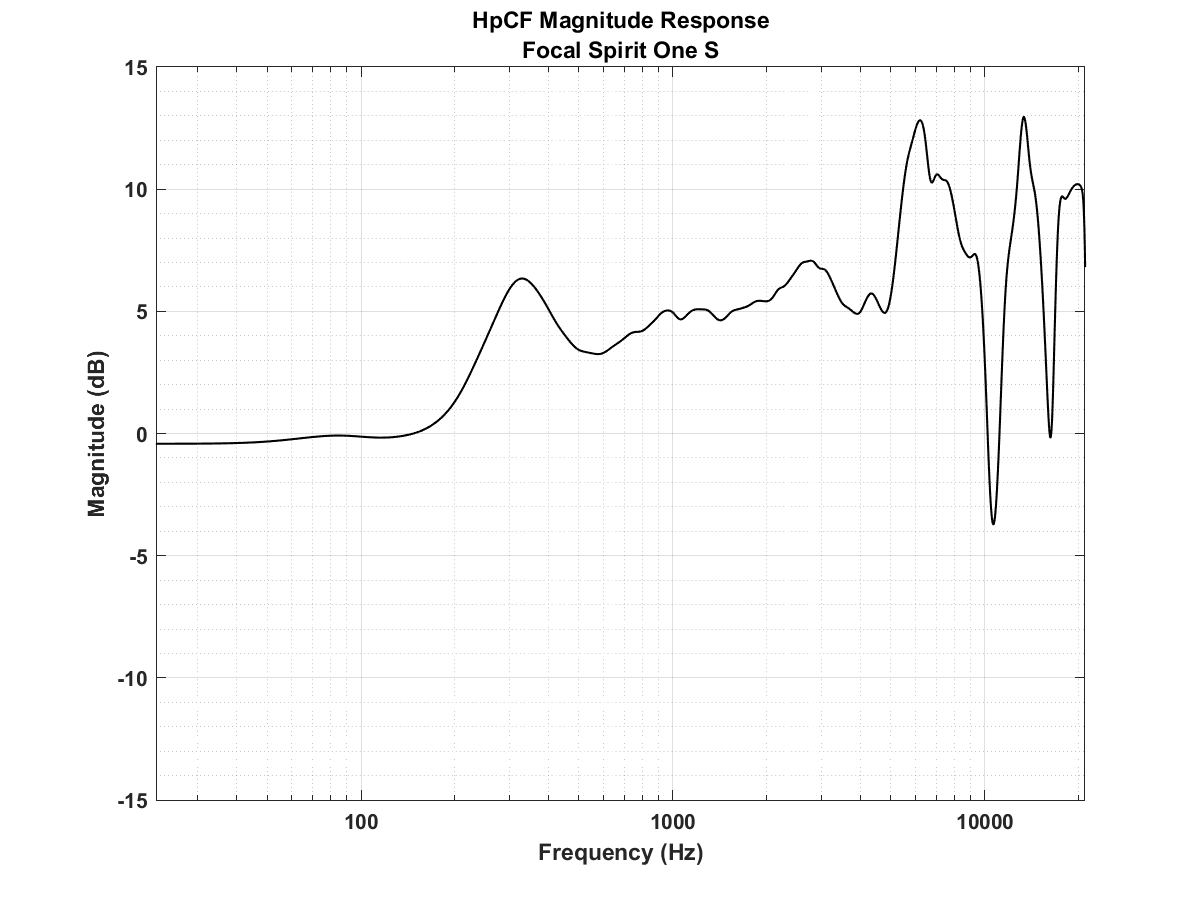 HpCF Magnitude Response
Focal Spirit One S
15
10
5
0
-5
-10
-15
Magnitude (dB)
100
1000
10000
Frequency (Hz)